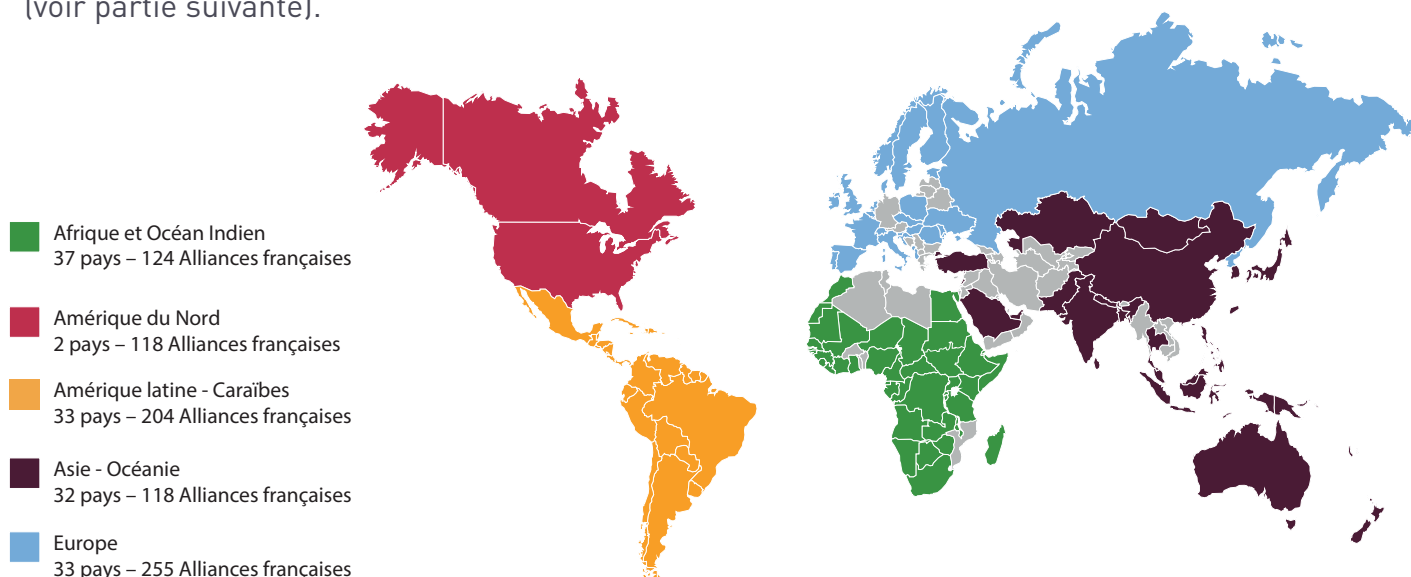 (voir partie suivante).
Afrique et Océan Indien
37 pays – 124 Alliances françaises
Amérique du Nord
2 pays – 118 Alliances françaises
Amérique latine - Caraïbes
33 pays – 204 Alliances françaises
Asie - Océanie
32 pays – 118 Alliances françaises
Europe
33 pays – 255 Alliances françaises